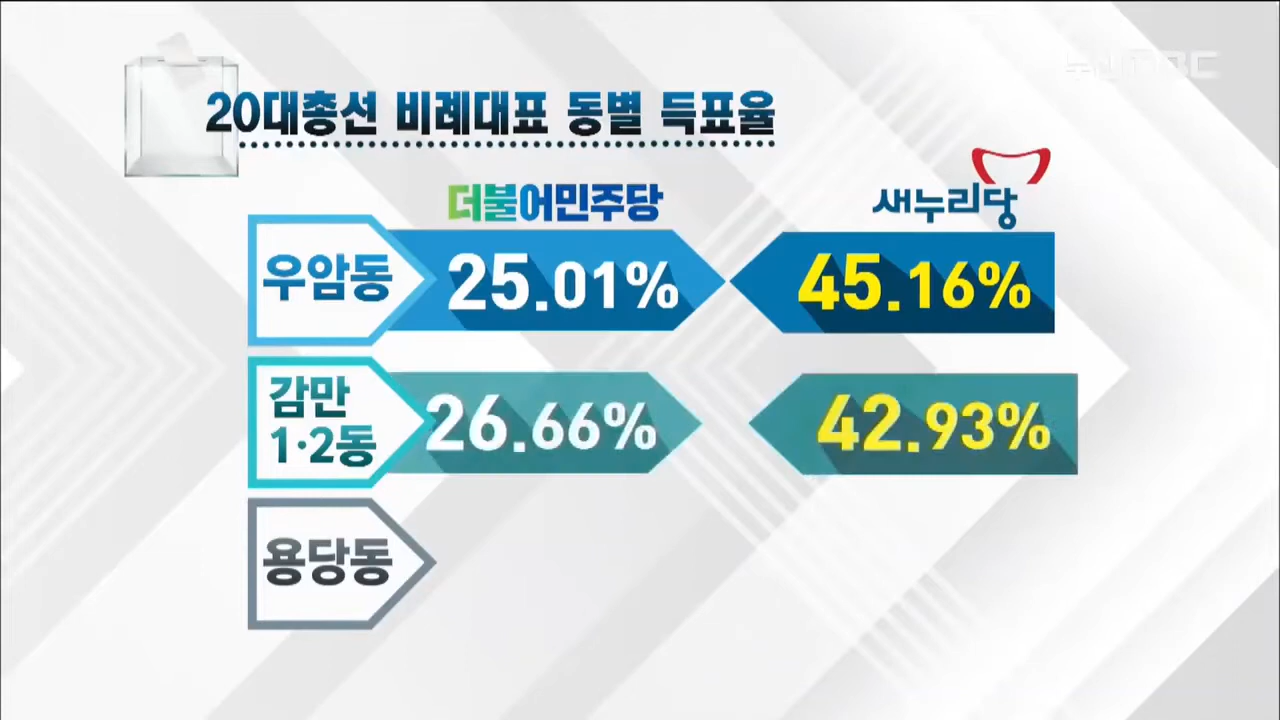 20대총선 비례대표 동별 득표율
더불어민주당 새누리당
우암동 25.01% 45.16%
감만
1·2동 26.66% 42.93%
용당동